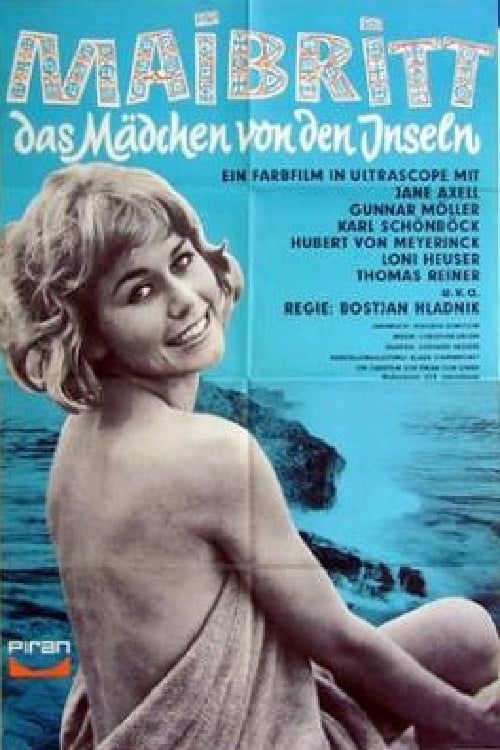 MAIBRITT
das Mädchen von den Inseln
EIN FARBFILM IN ULTRASCOPE MIT
JANE AXELL
GUNNAR MÖLLER
KARL SCHÖNBÖCK
HUBERT VON MEYERINCK
LONI HEUSER
THOMAS REINER
u.v.a.
REGIE: BOSTJAN HLADNIK
PIRAN